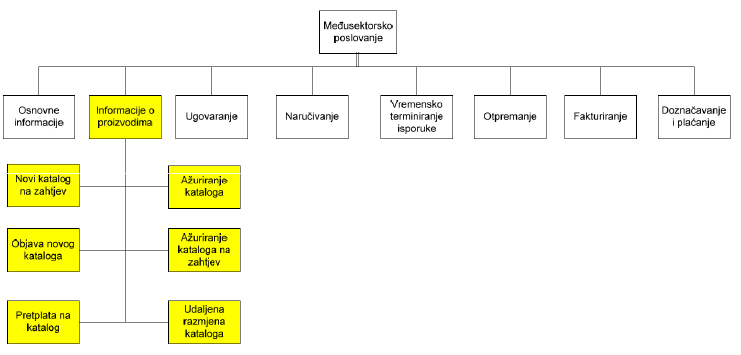 Međusektorsko
poslovanje
Osnovne
informacije
Informacije o
proizvodima
Ugovaranje
Naručivanje
Vremensko
terminiranje
isporuke
Otpremanje
Fakturiranje
Doznačavanje
i plaćanje
Novi katalog
na zahtjev
Ažuriranje
kataloga
Objava novog
kataloga
Ažuriranje
kataloga na
zahtjev
Pretplata na
katalog
Udaljena
razmjena
kataloga